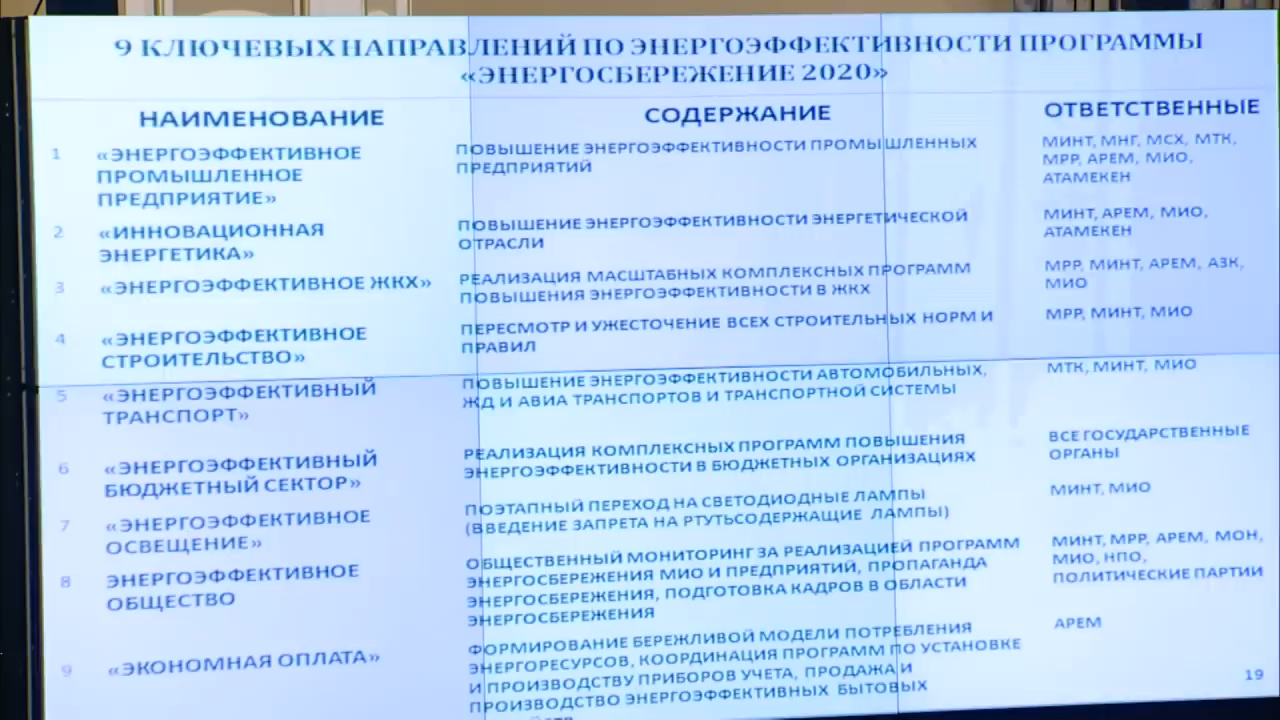 9 КЛЮЧЕВЫХ НАПРАВЛЕНИЙ ПО ЭНЕРГОЭФФЕКТИВНОСТИ ПРОГРАММЫ
«ЭНЕРГОСБЕРЕЖЕНИЕ 2020»
НАИМЕНОВАНИЕ СОДЕРЖАНИЕ ОТВЕТСТВЕННЫЕ
1 «ЭНЕРГОЭФФЕКТИВНОЕ
ПРОМЫШЛЕННОЕ
ПРЕДПРИЯТИЕ»
ПОВЫШЕНИЕ ЭНЕРГОЭФФЕКТИВНОСТИ ПРОМЫШЛЕННЫХ
ПРЕДПРИЯТИЙ
МИНТ, МНГ, МСХ, МТК,
МРР, АРЕМ, МИО,
АТАМЕКЕН
2 «ИННОВАЦИОННАЯ
ЭНЕРГЕТИКА»
ПОВЫШЕНИЕ ЭНЕРГОЭФФЕКТИВНОСТИ ЭНЕРГЕТИЧЕСКОЙ
ОТРАСЛИ
МИНТ, АРЕМ, МИО,
АТАМЕКЕН
3 «ЭНЕРГОЭФФЕКТИВНОЕ ЖКХ»
РЕАЛИЗАЦИЯ МАСШТАБНЫХ КОМПЛЕКСНЫХ ПРОГРАММ
ПОВЫШЕНИЯ ЭНЕРГОЭФФЕКТИВНОСТИ В ЖКХ
МРР, МИНТ, АРЕМ, АЗК,
МИО
4 «ЭНЕРГОЭФФЕКТИВНОЕ
СТРОИТЕЛЬСТВО»
ПЕРЕСМОТР И УЖЕСТОЧЕНИЕ ВСЕХ СТРОИТЕЛЬНЫХ НОРМ И
ПРАВИЛ
МРР, МИНТ, МИО
5 «ЭНЕРГОЭФФЕКТИВНЫЙ
ТРАНСПОРТ»
ПОВЫШЕНИЕ ЭНЕРГОЭФФЕКТИВНОСТИ АВТОМОБИЛЬНЫХ,
ЖД И АВИА ТРАНСПОРТОВ И ТРАНСПОРТНОЙ СИСТЕМЫ
МТК, МИНТ, МИО
6 «ЭНЕРГОЭФФЕКТИВНЫЙ
БЮДЖЕТНЫЙ СЕКТОР»
РЕАЛИЗАЦИЯ КОМПЛЕКСНЫХ ПРОГРАММ ПОВЫШЕНИЯ
ЭНЕРГОЭФФЕКТИВНОСТИ В БЮДЖЕТНЫХ ОРГАНИЗАЦИЯХ
ВСЕ ГОСУДАРСТВЕННЫЕ
ОРГАНЫ
7 «ЭНЕРГОЭФФЕКТИВНОЕ
ОСВЕЩЕНИЕ»
ПОЭТАПНЫЙ ПЕРЕХОД НА СВЕТОДИОДНЫЕ ЛАМПЫ
(ВВЕДЕНИЕ ЗАПРЕТА НА РТУТЬСОДЕРЖАЩИЕ ЛАМПЫ)
МИНТ, МИО
8 ЭНЕРГОЭФФЕКТИВНОЕ
ОБЩЕСТВО
ОБЩЕСТВЕННЫЙ МОНИТОРИНГ ЗА РЕАЛИЗАЦИЕЙ ПРОГРАММ
ЭНЕРГОСБЕРЕЖЕНИЯ МИО И ПРЕДПРИЯТИЙ, ПРОПАГАНДА
ЭНЕРГОСБЕРЕЖЕНИЯ, ПОДГОТОВКА КАДРОВ В ОБЛАСТИ
ЭНЕРГОСБЕРЕЖЕНИЯ
МИНТ, МРР, АРЕМ, МОН,
МИО, НПО,
ПОЛИТИЧЕСКИЕ ПАРТИИ
9 «ЭКОНОМНАЯ ОПЛАТА»
ФОРМИРОВАНИЕ БЕРЕЖЛИВОЙ МОДЕЛИ ПОТРЕБЛЕНИЯ
ЭНЕРГОРЕСУРСОВ, КООРДИНАЦИЯ ПРОГРАММ ПО УСТАНОВКЕ
И ПРОИЗВОДСТВУ ПРИБОРОВ УЧЕТА, ПРОДАЖА И
ПРОИЗВОДСТВО ЭНЕРГОЭФФЕКТИВНЫХ БЫТОВЫХ
АРЕМ
19